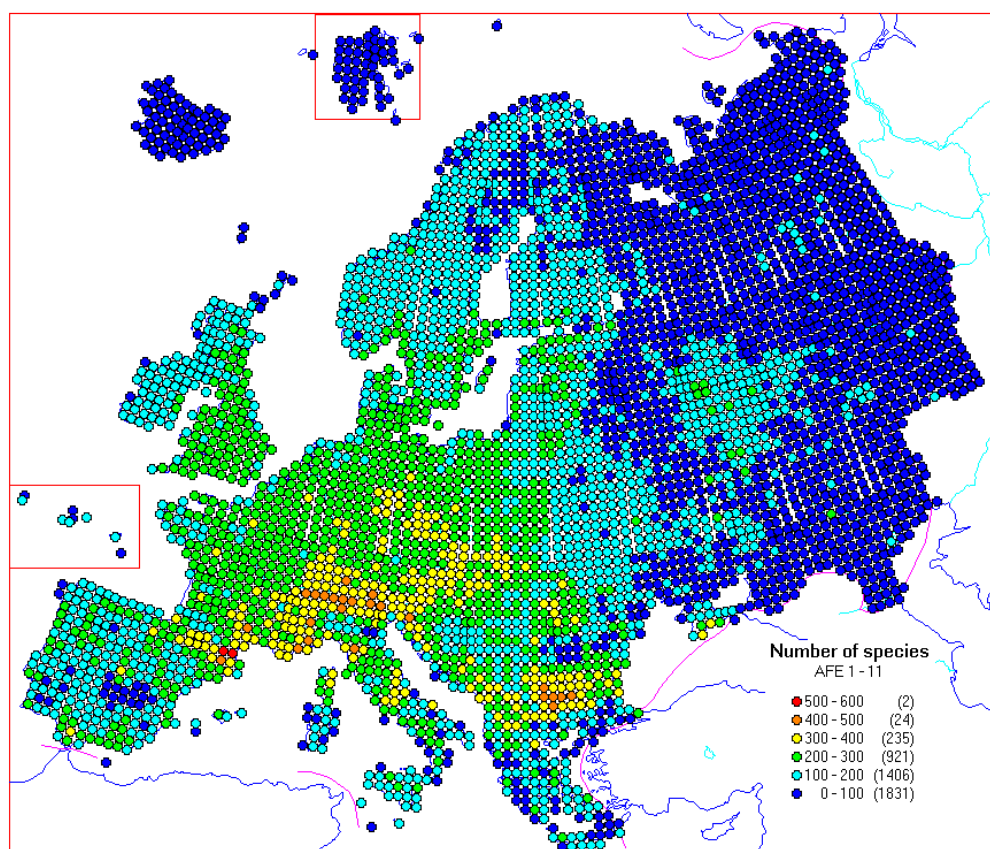 Number of species
AFE 1 - 11
500 - 600 (2)
400 - 500 (24)
300 - 400 (235)
200 - 300 (921)
100 - 200 (1406)
0 - 100 (1831)